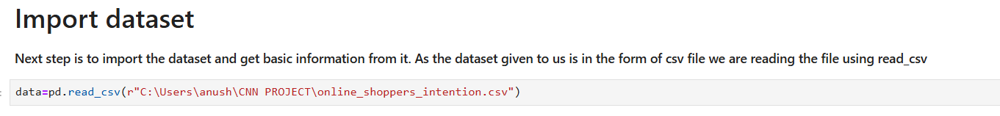 Import dataset
Next step is to import the dataset and get basic information from it. As the dataset given to us is in the form of csv file we are reading the file using read_csv
data=pd.read_csv(r"C:\Users\anush\CNN PROJECT\online_shoppers_intention.csv")